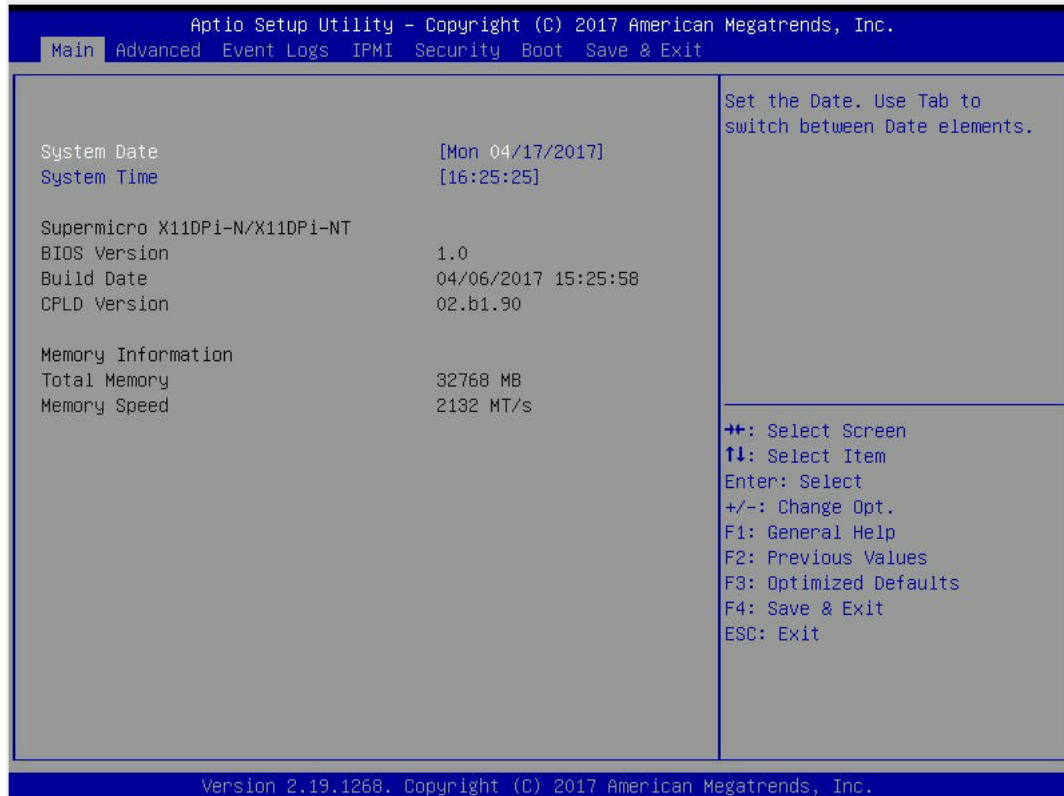 Aptio Setup Utility – Copyright (C) 2017 American Megatrends, Inc.
Main Advanced Event Logs IPMI Security Boot Save & Exit
System Date [Mon 04/17/2017]
System Time [16:25:25]
Supermicro X11DPi-N/X11DPi-NT
BIOS Version 1.0
Build Date 04/06/2017 15:25:58
CPLD Version 02.b1.90
Memory Information
Total Memory 32768 MB
Memory Speed 2132 MT/s
Set the Date. Use Tab to
switch between Date elements.
→←: Select Screen
↑↓: Select Item
Enter: Select
+/-: Change Opt.
F1: General Help
F2: Previous Values
F3: Optimized Defaults
F4: Save & Exit
ESC: Exit
Version 2.19.1268. Copyright (C) 2017 American Megatrends, Inc.